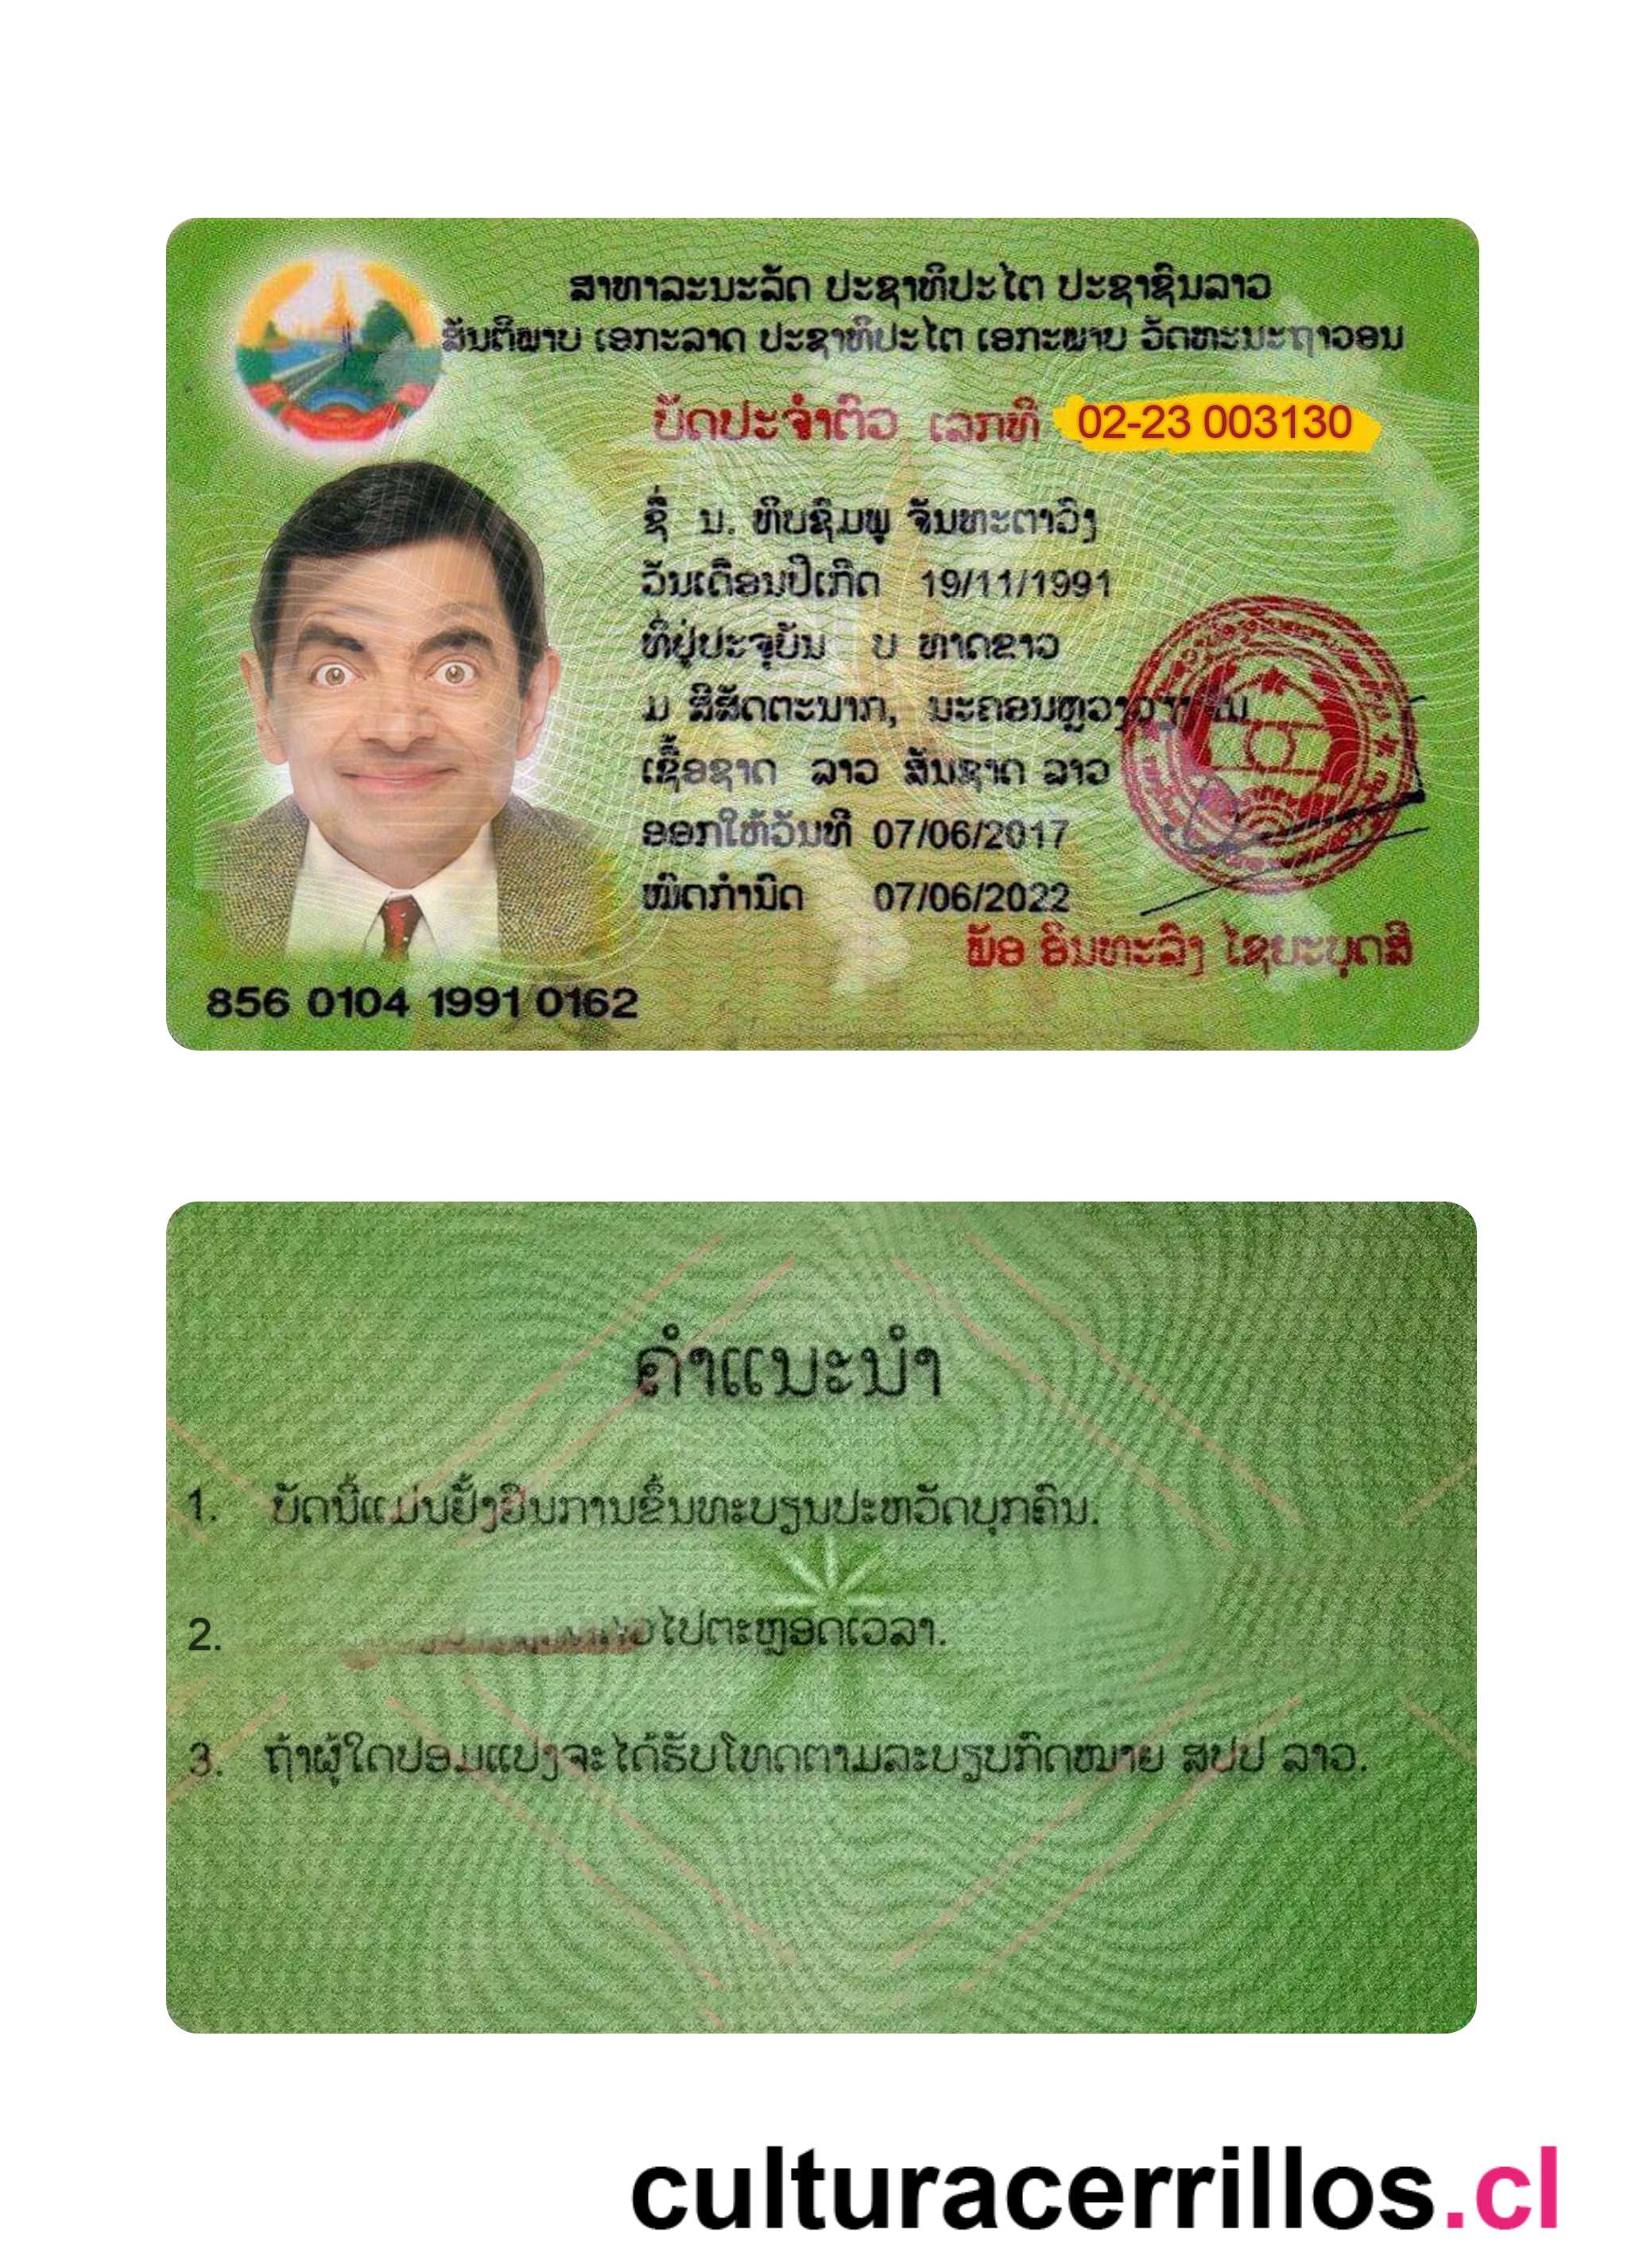 ສາທາລະນະລັດ ປະຊາທິປະໄຕ ປະຊາຊົນລາວ
ສັນຕິພາບ ເອກະລາດ ປະຊາທິປະໄຕ ເອກະພາບ ວັດທະນະຖາວອນ
ບັດປະຈຳຕົວ ເລກທີ 02-23 003130
ຊື່ ນ. ທິບຊົມພູ ຈັນທະຕາວົງ
ວັນເດືອນປີເກີດ 19/11/1991
ທີ່ຢູ່ປະຈຸບັນ ບ ທາດຂາວ
ມ ສີສັດຕະນາກ, ນະຄອນຫຼວງ
ເຊື້ອຊາດ ລາວ ສັນຊາດ ລາວ
ອອກໃຫ້ວັນທີ 07/06/2017
ໝົດກຳນົດ 07/06/2022
ພັອ ອິນທະລົງ ໄຊຍະບຸດສີ
856 0104 1991 0162
ຄຳແນະນຳ
1. ບັດນີ້ແມ່ນຢັ້ງຢືນການຂຶ້ນທະບຽນປະຫວັດບຸກຄົນ.
2. ໄປຕະຫຼອດເວລາ.
3. ຖ້າຜູ້ໃດປອມແປງຈະໄດ້ຮັບໂທດຕາມລະບຽບກົດໝາຍ ສປປ ລາວ.
culturacerrillos.cl